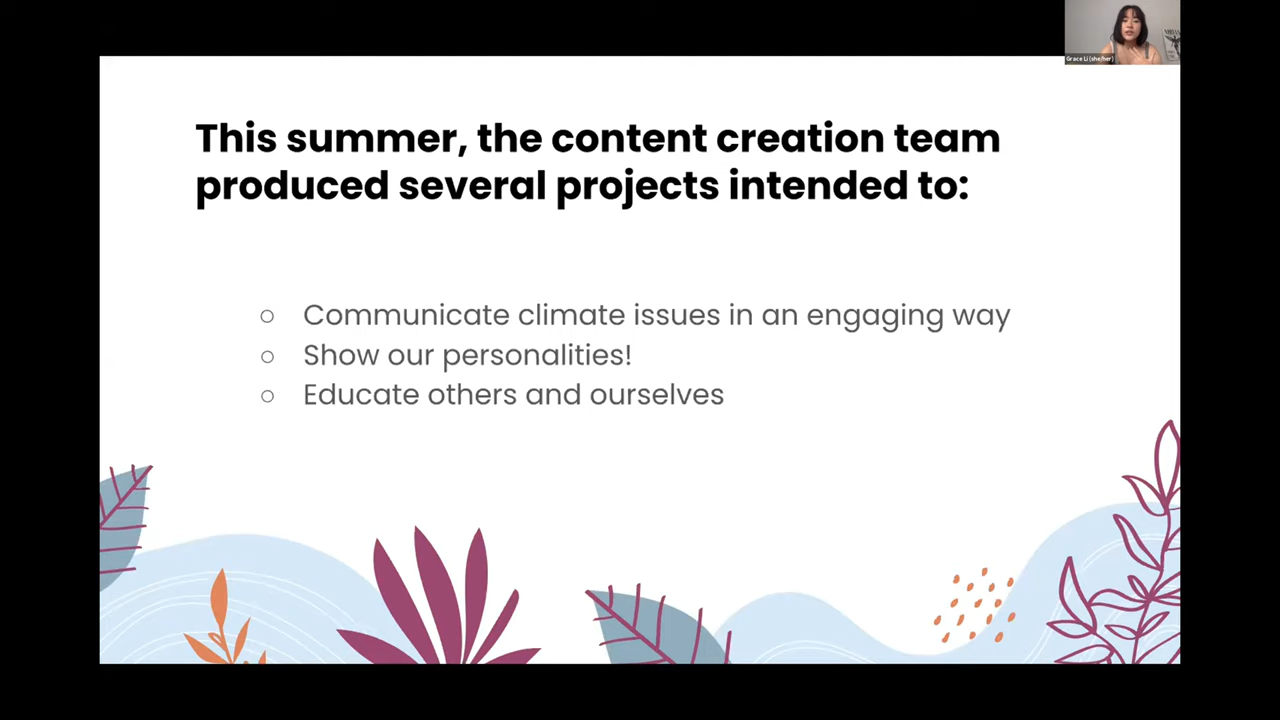 Grace Li (she/her)
This summer, the content creation team
produced several projects intended to:
○ Communicate climate issues in an engaging way
○ Show our personalities!
○ Educate others and ourselves